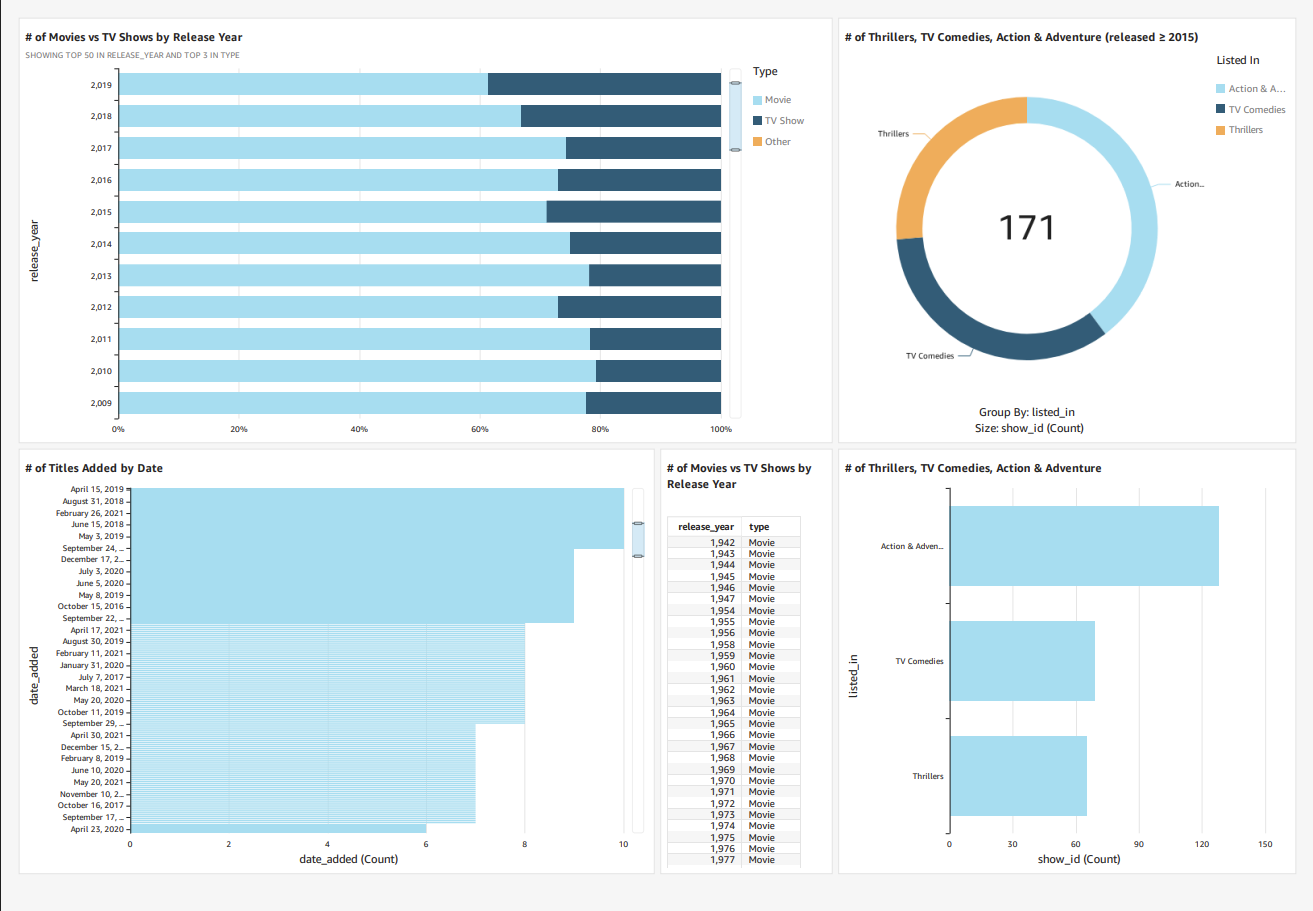 # of Movies vs TV Shows by Release Year
SHOWING TOP 50 IN RELEASE_YEAR AND TOP 3 IN TYPE
release_year
2,019
2,018
2,017
2,016
2,015
2,014
2,013
2,012
2,011
2,010
2,009
0% 20% 40% 60% 80% 100%
Type
Movie
TV Show
Other
# of Thrillers, TV Comedies, Action & Adventure (released ≥ 2015)
Listed In
Action & A...
TV Comedies
Thrillers
Thrillers
Action...
171
TV Comedies
Group By: listed_in
Size: show_id (Count)
# of Titles Added by Date
date_added
April 15, 2019
August 31, 2018
February 26, 2021
June 15, 2018
May 3, 2019
September 24, ...
December 17, 2...
July 3, 2020
June 5, 2020
May 8, 2019
October 15, 2016
September 22, ...
April 17, 2021
August 30, 2019
February 11, 2021
January 31, 2020
July 7, 2017
March 18, 2021
May 20, 2020
October 11, 2019
September 29, ...
April 30, 2021
December 15, 2...
February 8, 2019
June 10, 2020
May 20, 2021
November 10, 2...
October 16, 2017
September 17, ...
April 23, 2020
0 2 4 6 8 10
date_added (Count)
# of Movies vs TV Shows by
Release Year
release_year type
1,942 Movie
1,943 Movie
1,944 Movie
1,945 Movie
1,946 Movie
1,947 Movie
1,954 Movie
1,955 Movie
1,956 Movie
1,958 Movie
1,959 Movie
1,960 Movie
1,961 Movie
1,962 Movie
1,963 Movie
1,964 Movie
1,965 Movie
1,966 Movie
1,967 Movie
1,968 Movie
1,969 Movie
1,970 Movie
1,971 Movie
1,972 Movie
1,973 Movie
1,974 Movie
1,975 Movie
1,976 Movie
1,977 Movie
# of Thrillers, TV Comedies, Action & Adventure
listed_in
Action & Adven...
TV Comedies
Thrillers
0 30 60 90 120 150
show_id (Count)